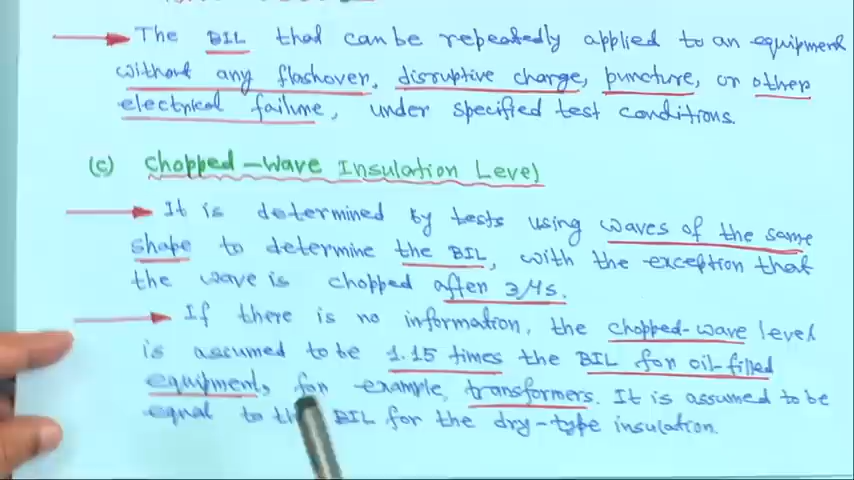 The BIL that can be repeatedly applied to an equipment
without any flashover, disruptive charge, puncture, or other
electrical failure, under specified test conditions.
(c) Chopped-Wave Insulation Level
It is determined by tests using waves of the same
shape to determine the BIL, with the exception that
the wave is chopped after 3 μs.
If there is no information, the chopped-wave level
is assumed to be 1.15 times the BIL for oil-filled
equipment, for example, transformers. It is assumed to be
equal to the BIL for the dry-type insulation.